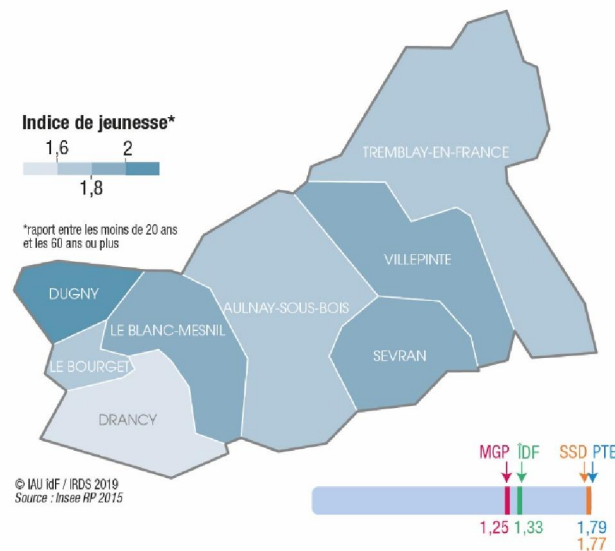 Indice de jeunesse*
1,6 2
1,8
*raport entre les moins de 20 ans
et les 60 ans ou plus
TREMBLAY-EN-FRANCE
VILLEPINTE
DUGNY
AULNAY-SOUS-BOIS
LE BLANC-MESNIL
SEVRAN
LE BOURGET
DRANCY
© IAU îdF / IRDS 2019
Source : Insee RP 2015
MGP ÎDF SSD PTE
1,25 1,33 1,79
1,77